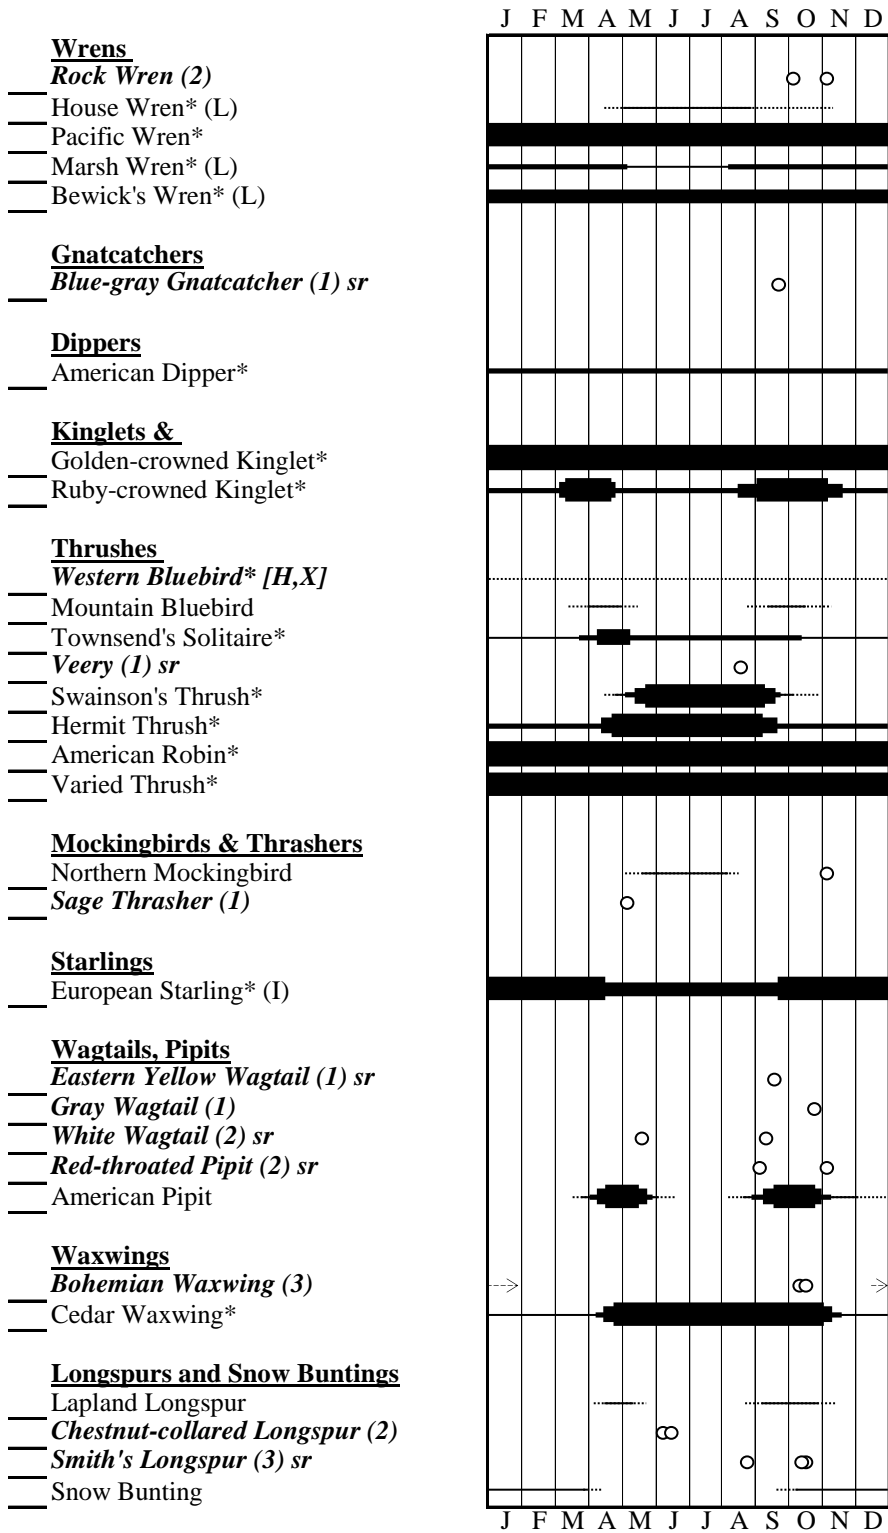 J F M A M J J A S O N D
Wrens
Rock Wren (2)
House Wren* (L)
Pacific Wren*
Marsh Wren* (L)
Bewick's Wren* (L)
Gnatcatchers
Blue-gray Gnatcatcher (1) sr
Dippers
American Dipper*
Kinglets &
Golden-crowned Kinglet*
Ruby-crowned Kinglet*
Thrushes
Western Bluebird* [H,X]
Mountain Bluebird
Townsend's Solitaire*
Veery (1) sr
Swainson's Thrush*
Hermit Thrush*
American Robin*
Varied Thrush*
Mockingbirds & Thrashers
Northern Mockingbird
Sage Thrasher (1)
Starlings
European Starling* (I)
Wagtails, Pipits
Eastern Yellow Wagtail (1) sr
Gray Wagtail (1)
White Wagtail (2) sr
Red-throated Pipit (2) sr
American Pipit
Waxwings
Bohemian Waxwing (3)
Cedar Waxwing*
Longspurs and Snow Buntings
Lapland Longspur
Chestnut-collared Longspur (2)
Smith's Longspur (3) sr
Snow Bunting
J F M A M J J A S O N D